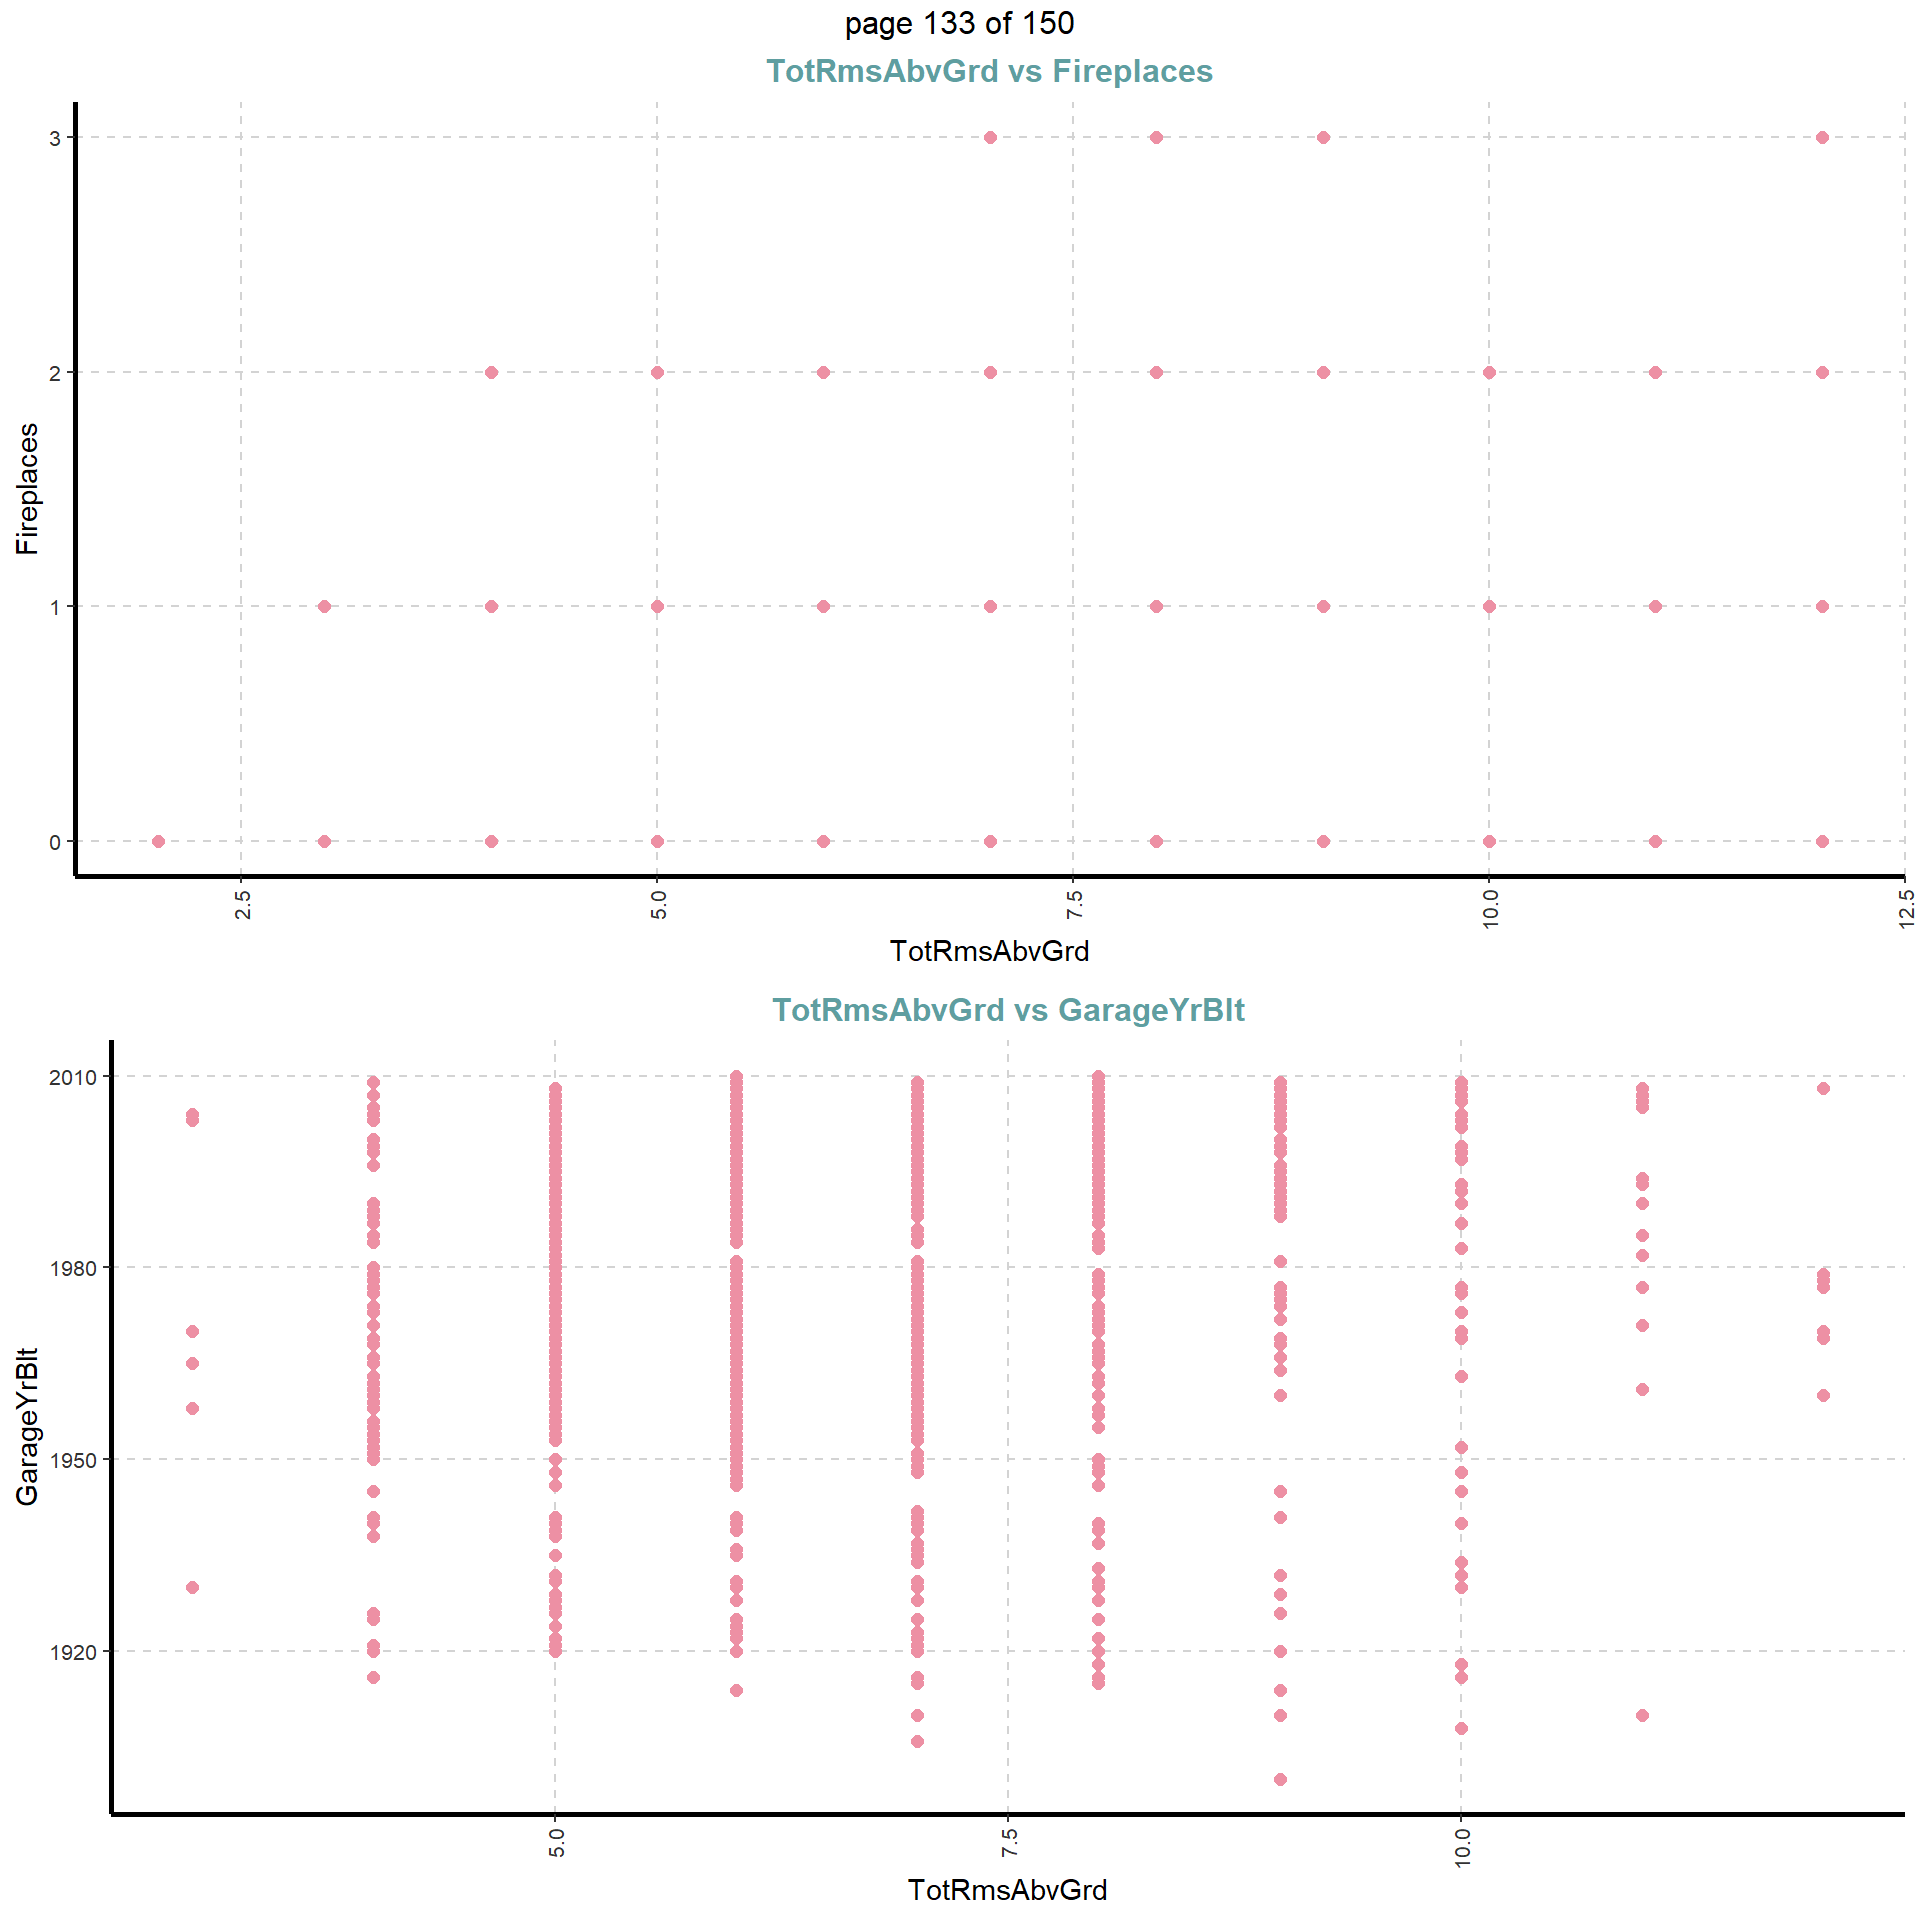 page 133 of 150
TotRmsAbvGrd vs Fireplaces
Fireplaces
3
2
1
0
2.5
5.0
7.5
10.0
12.5
TotRmsAbvGrd
TotRmsAbvGrd vs GarageYrBlt
GarageYrBlt
2010
1980
1950
1920
5.0
7.5
10.0
TotRmsAbvGrd